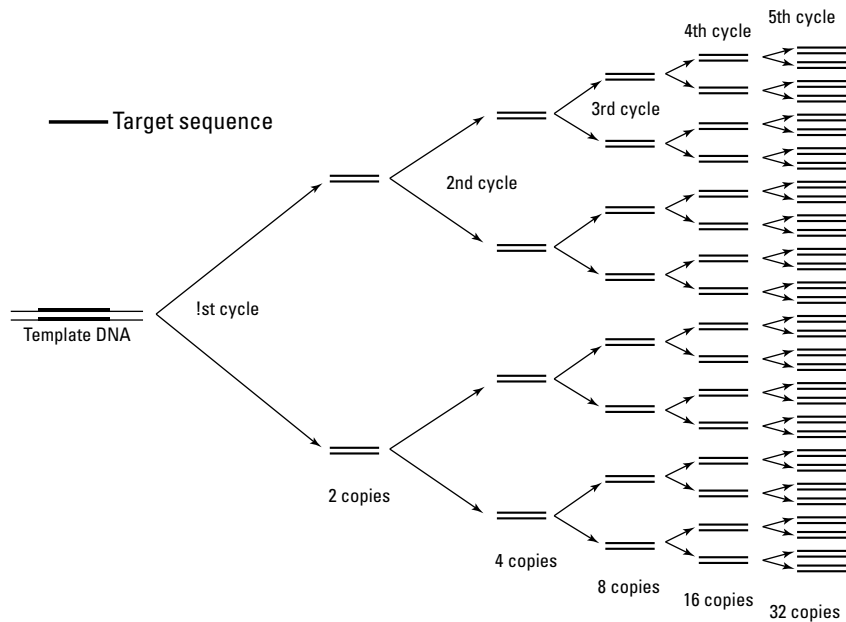 5th cycle
4th cycle
3rd cycle
Target sequence
2nd cycle
!st cycle
Template DNA
2 copies
4 copies
8 copies
16 copies
32 copies